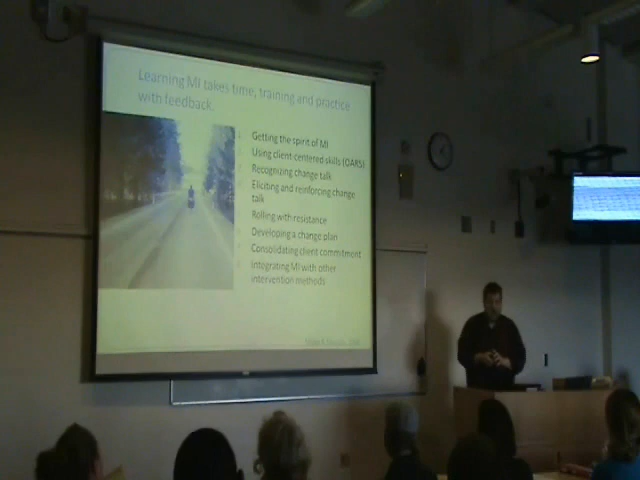 Learning MI takes time, training and practice
with feedback.
Getting the spirit of MI
Using client centered skills (OARS)
Recognizing change talk
Eliciting and reinforcing change
talk
Rolling with resistance
Developing a change plan
Consolidating client commitment
Integrating MI with other
intervention methods